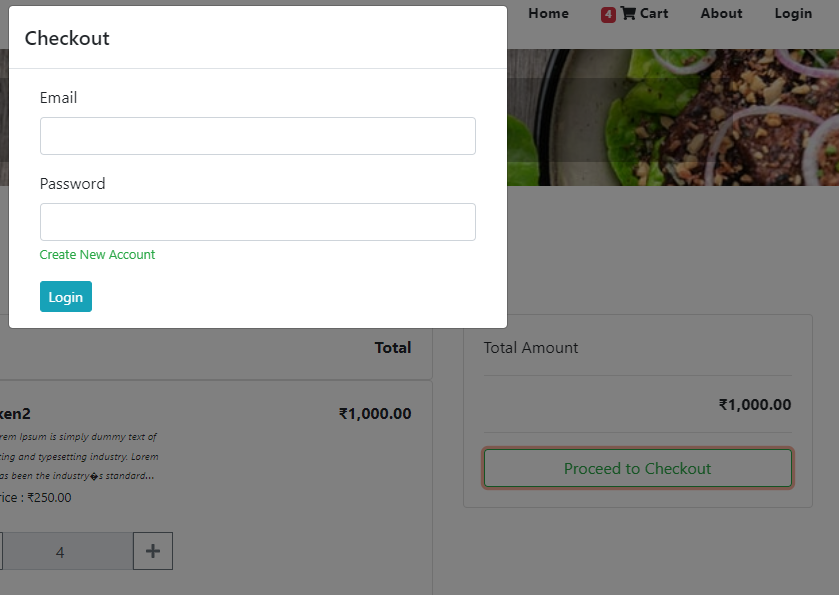 Home 4 Cart About Login
Checkout
Email
Password
Create New Account
Login
Total
ken2 ₹1,000.00
rem Ipsum is simply dummy text of
ting and typesetting industry. Lorem
as been the industry�s standard...
rice : ₹250.00
4 +
Total Amount
₹1,000.00
Proceed to Checkout